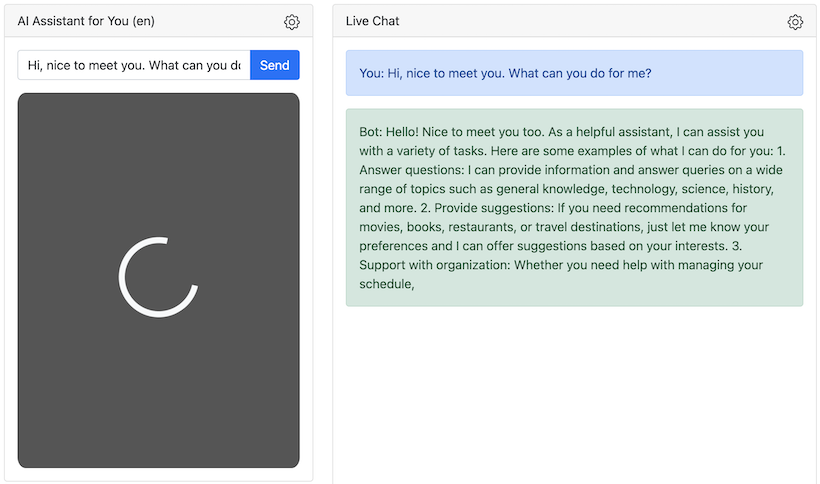 AI Assistant for You (en)
Hi, nice to meet you. What can you do
Send
Live Chat
You: Hi, nice to meet you. What can you do for me?
Bot: Hello! Nice to meet you too. As a helpful assistant, I can assist you
with a variety of tasks. Here are some examples of what I can do for you: 1.
Answer questions: I can provide information and answer queries on a wide
range of topics such as general knowledge, technology, science, history,
and more. 2. Provide suggestions: If you need recommendations for
movies, books, restaurants, or travel destinations, just let me know your
preferences and I can offer suggestions based on your interests. 3.
Support with organization: Whether you need help with managing your
schedule,